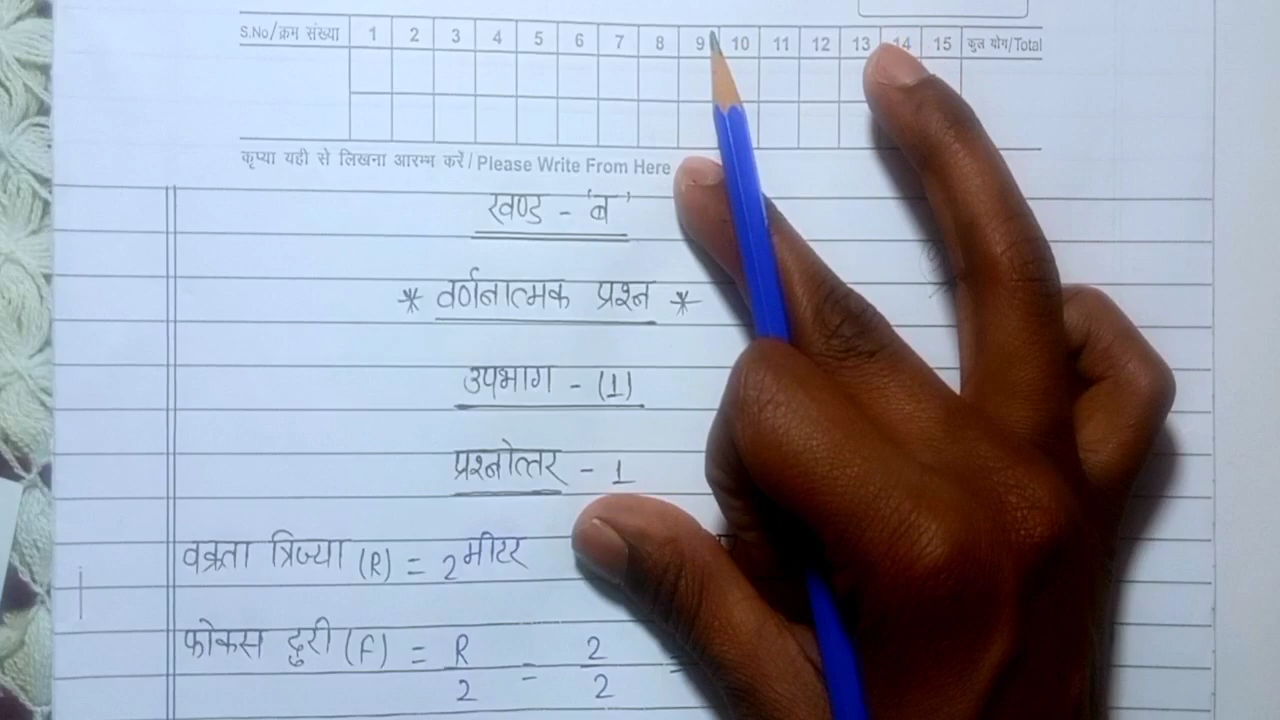 S.No/क्रम संख्या 1 2 3 4 5 6 7 8 9 10 11 12 13 14 15 कुल योग/Total
कृप्या यही से लिखना आरम्भ करें/Please Write From Here
खण्ड - 'ब'
* वर्णनात्मक प्रश्न *
उपभाग - (1)
प्रश्नोत्तर - 1
वक्रता त्रिज्या (R) = 2 मीटर
फोकस दुरी (F) = R/2 = 2/2 =